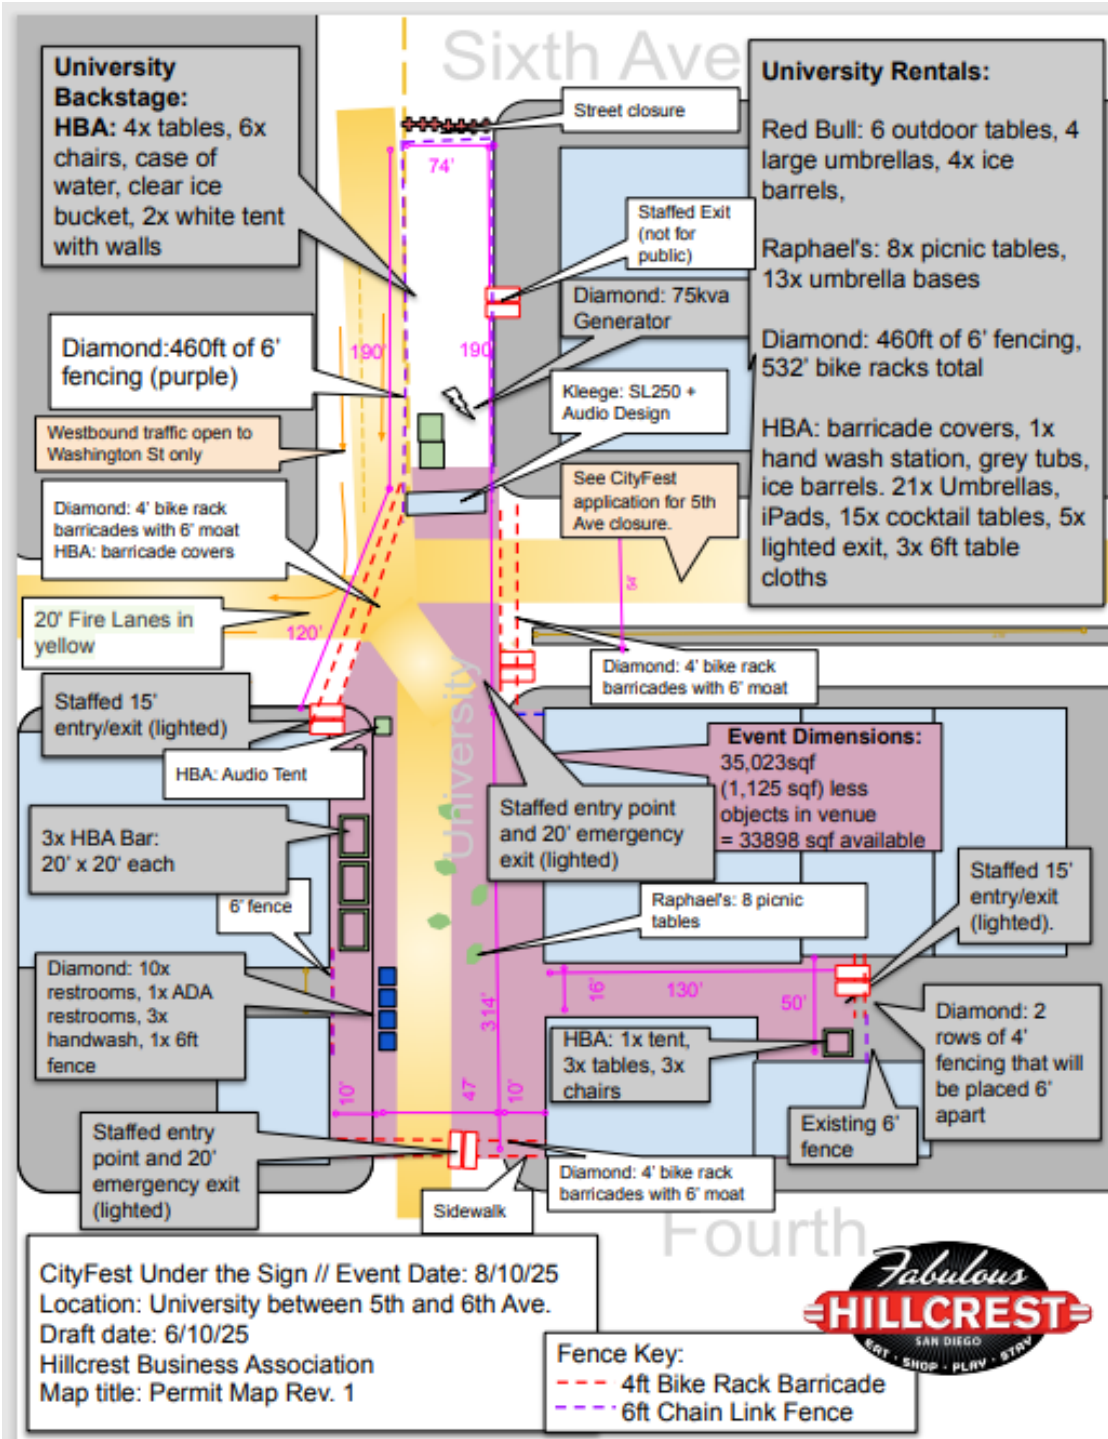 Sixth Ave
University
Backstage:
HBA: 4x tables, 6x
chairs, case of
water, clear ice
bucket, 2x white tent
with walls
Street closure
University Rentals:
Red Bull: 6 outdoor tables, 4
large umbrellas, 4x ice
barrels,
Raphael's: 8x picnic tables,
13x umbrella bases
Diamond: 460ft of 6' fencing,
532' bike racks total
HBA: barricade covers, 1x
hand wash station, grey tubs,
ice barrels. 21x Umbrellas,
iPads, 15x cocktail tables, 5x
lighted exit, 3x 6ft table
cloths
74'
Staffed Exit
(not for
public)
Diamond: 75kva
Generator
Diamond:460ft of 6'
fencing (purple)
190'
190
Kleege: SL250 +
Audio Design
Westbound traffic open to
Washington St only
Diamond: 4' bike rack
barricades with 6' moat
HBA: barricade covers
See CityFest
application for 5th
Ave closure.
54'
20' Fire Lanes in
yellow
120'
Diamond: 4' bike rack
barricades with 6' moat
Staffed 15'
entry/exit (lighted)
HBA: Audio Tent
University
Event Dimensions:
35,023sqf
(1,125 sqf) less
objects in venue
= 33898 sqf available
Staffed entry point
and 20' emergency
exit (lighted)
3x HBA Bar:
20' x 20' each
6' fence
Raphael's: 8 picnic
tables
Staffed 15'
entry/exit
(lighted).
Diamond: 10x
restrooms, 1x ADA
restrooms, 3x
handwash, 1x 6ft
fence
314'
16'
130'
50'
HBA: 1x tent,
3x tables, 3x
chairs
Diamond: 2
rows of 4'
fencing that will
be placed 6'
apart
10'
47'
10'
Existing 6'
fence
Staffed entry
point and 20'
emergency exit
(lighted)
Diamond: 4' bike rack
barricades with 6' moat
Sidewalk
Fourth
CityFest Under the Sign // Event Date: 8/10/25
Location: University between 5th and 6th Ave.
Draft date: 6/10/25
Hillcrest Business Association
Map title: Permit Map Rev. 1
Fence Key:
4ft Bike Rack Barricade
6ft Chain Link Fence
Fabulous
HILLCREST
SAN DIEGO
EAT · SHOP · PLAY · STAY